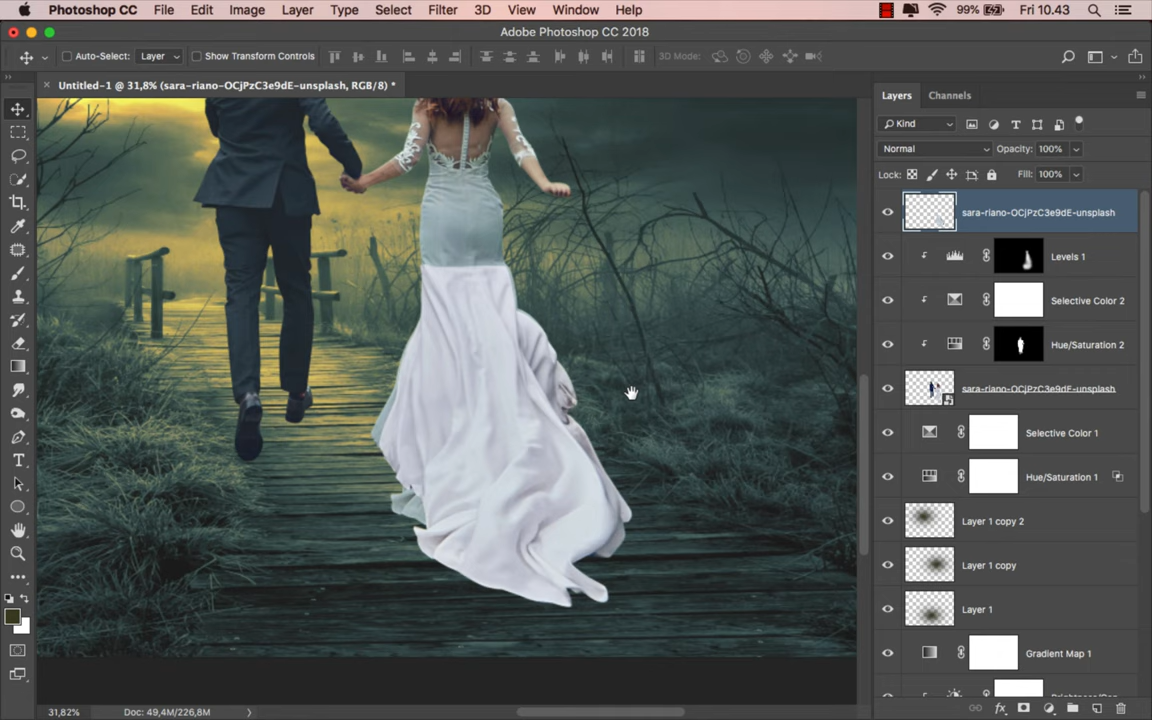 Photoshop CC File Edit Image Layer Type Select Filter 3D View Window Help 99% Fri 10.43
Adobe Photoshop CC 2018
Auto-Select: Layer Show Transform Controls 3D Mode:
Untitled-1 @ 31,8% (sara-riano-OCjPzC3e9dE-unsplash, RGB/8) *
Layers Channels
Kind
Normal Opacity: 100%
Lock: Fill: 100%
sara-riano-OCjPzC3e9dE-unsplash
Levels 1
Selective Color 2
Hue/Saturation 2
sara-riano-OCjPzC3e9dE-unsplash
Selective Color 1
Hue/Saturation 1
Layer 1 copy 2
Layer 1 copy
Layer 1
Gradient Map 1
31,82% Doc: 49,4M/226,8M